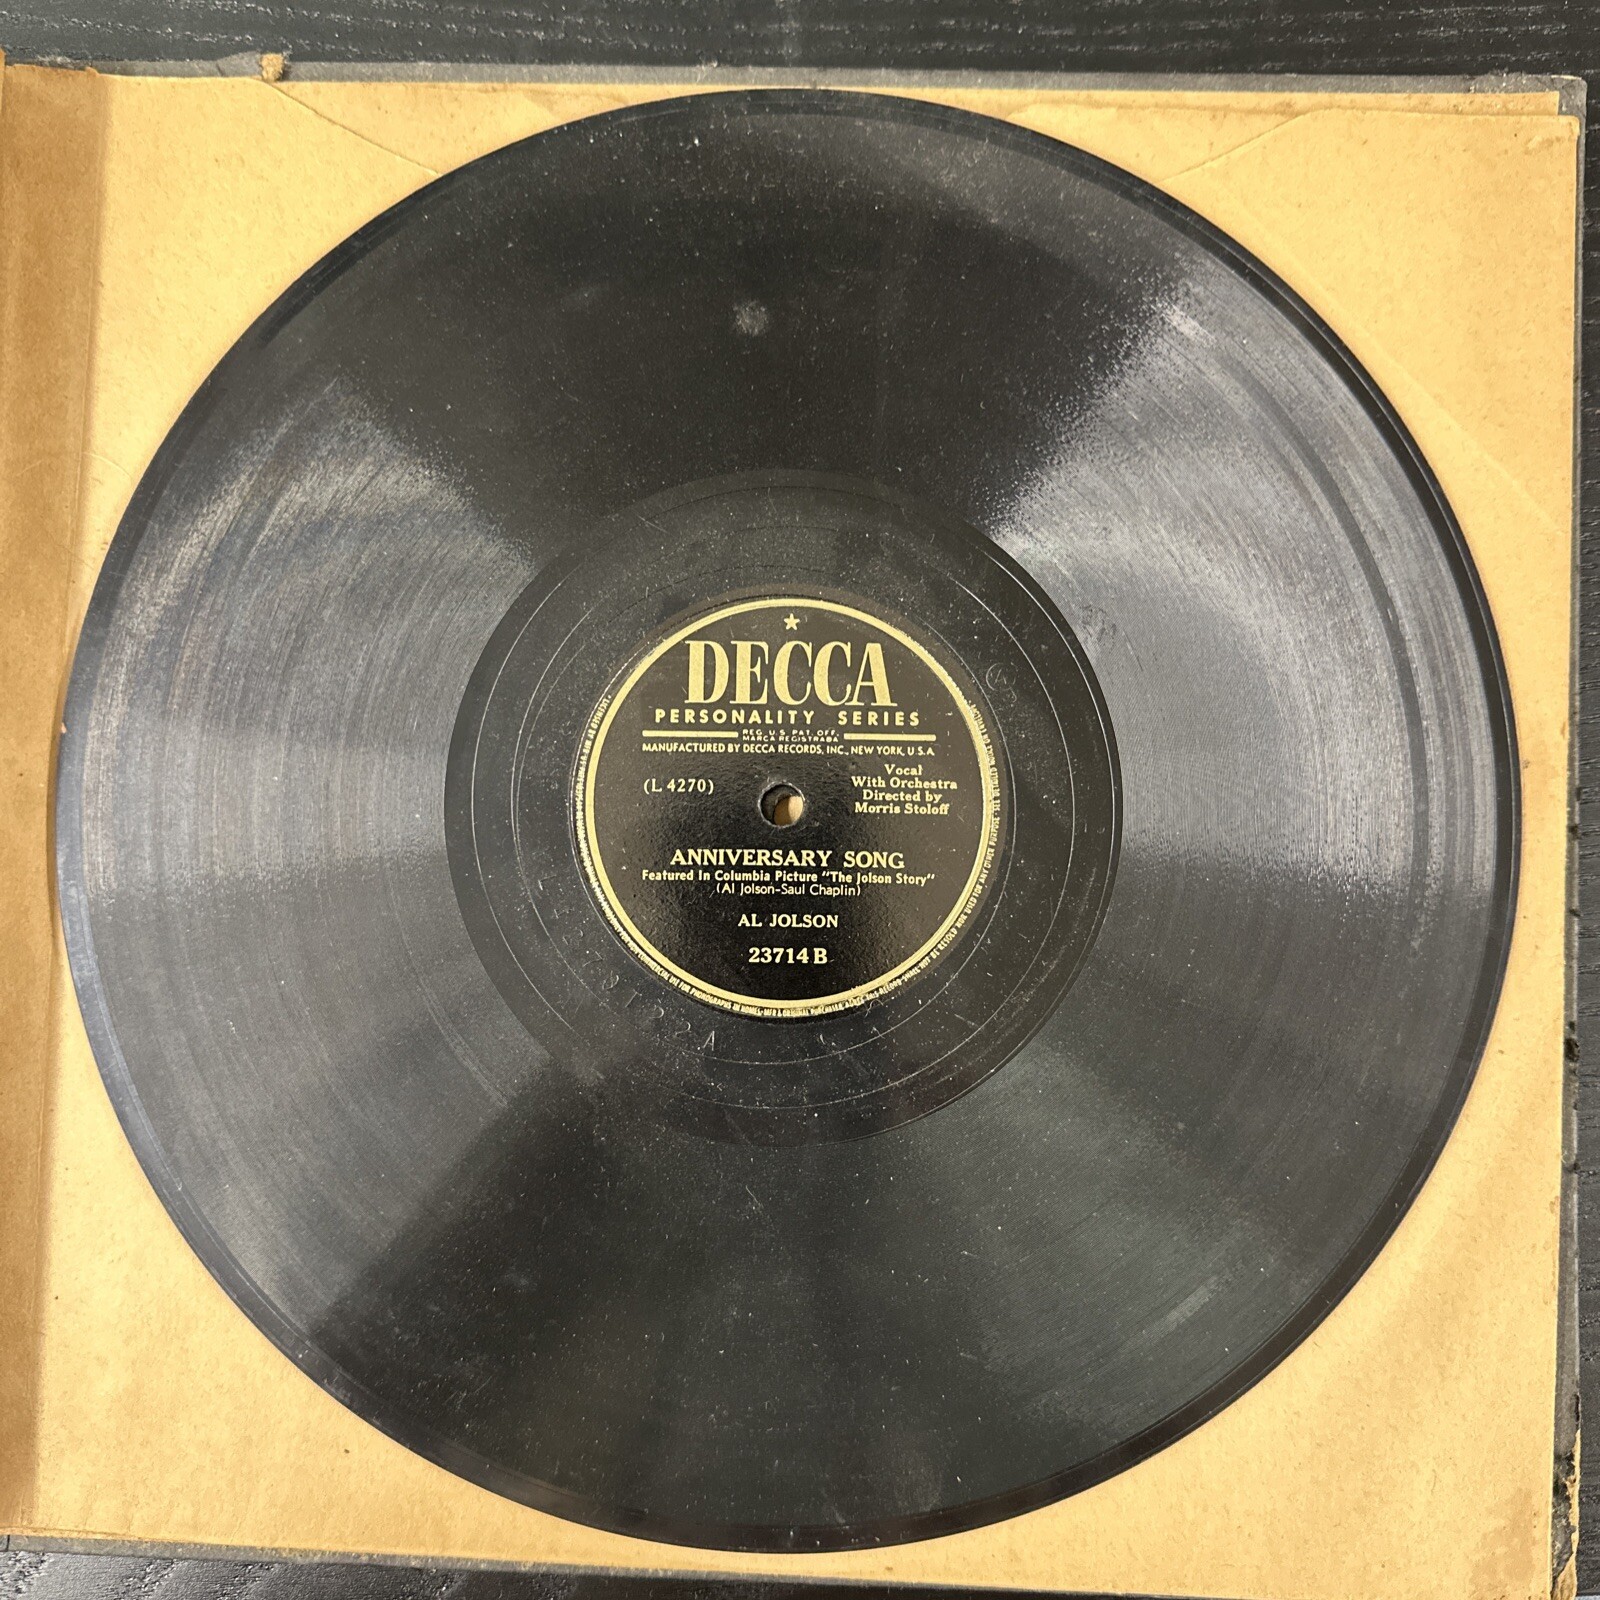 DECCA
PERSONALITY SERIES
REG. U.S. PAT. OFF.
MARCA REGISTRADA
MANUFACTURED BY DECCA RECORDS, INC., NEW YORK, U.S.A.
(L 4270)
Vocal
With Orchestra
Directed by
Morris Stoloff
ANNIVERSARY SONG
Featured In Columbia Picture "The Jolson Story"
(Al Jolson-Saul Chaplin)
AL JOLSON
23714 B